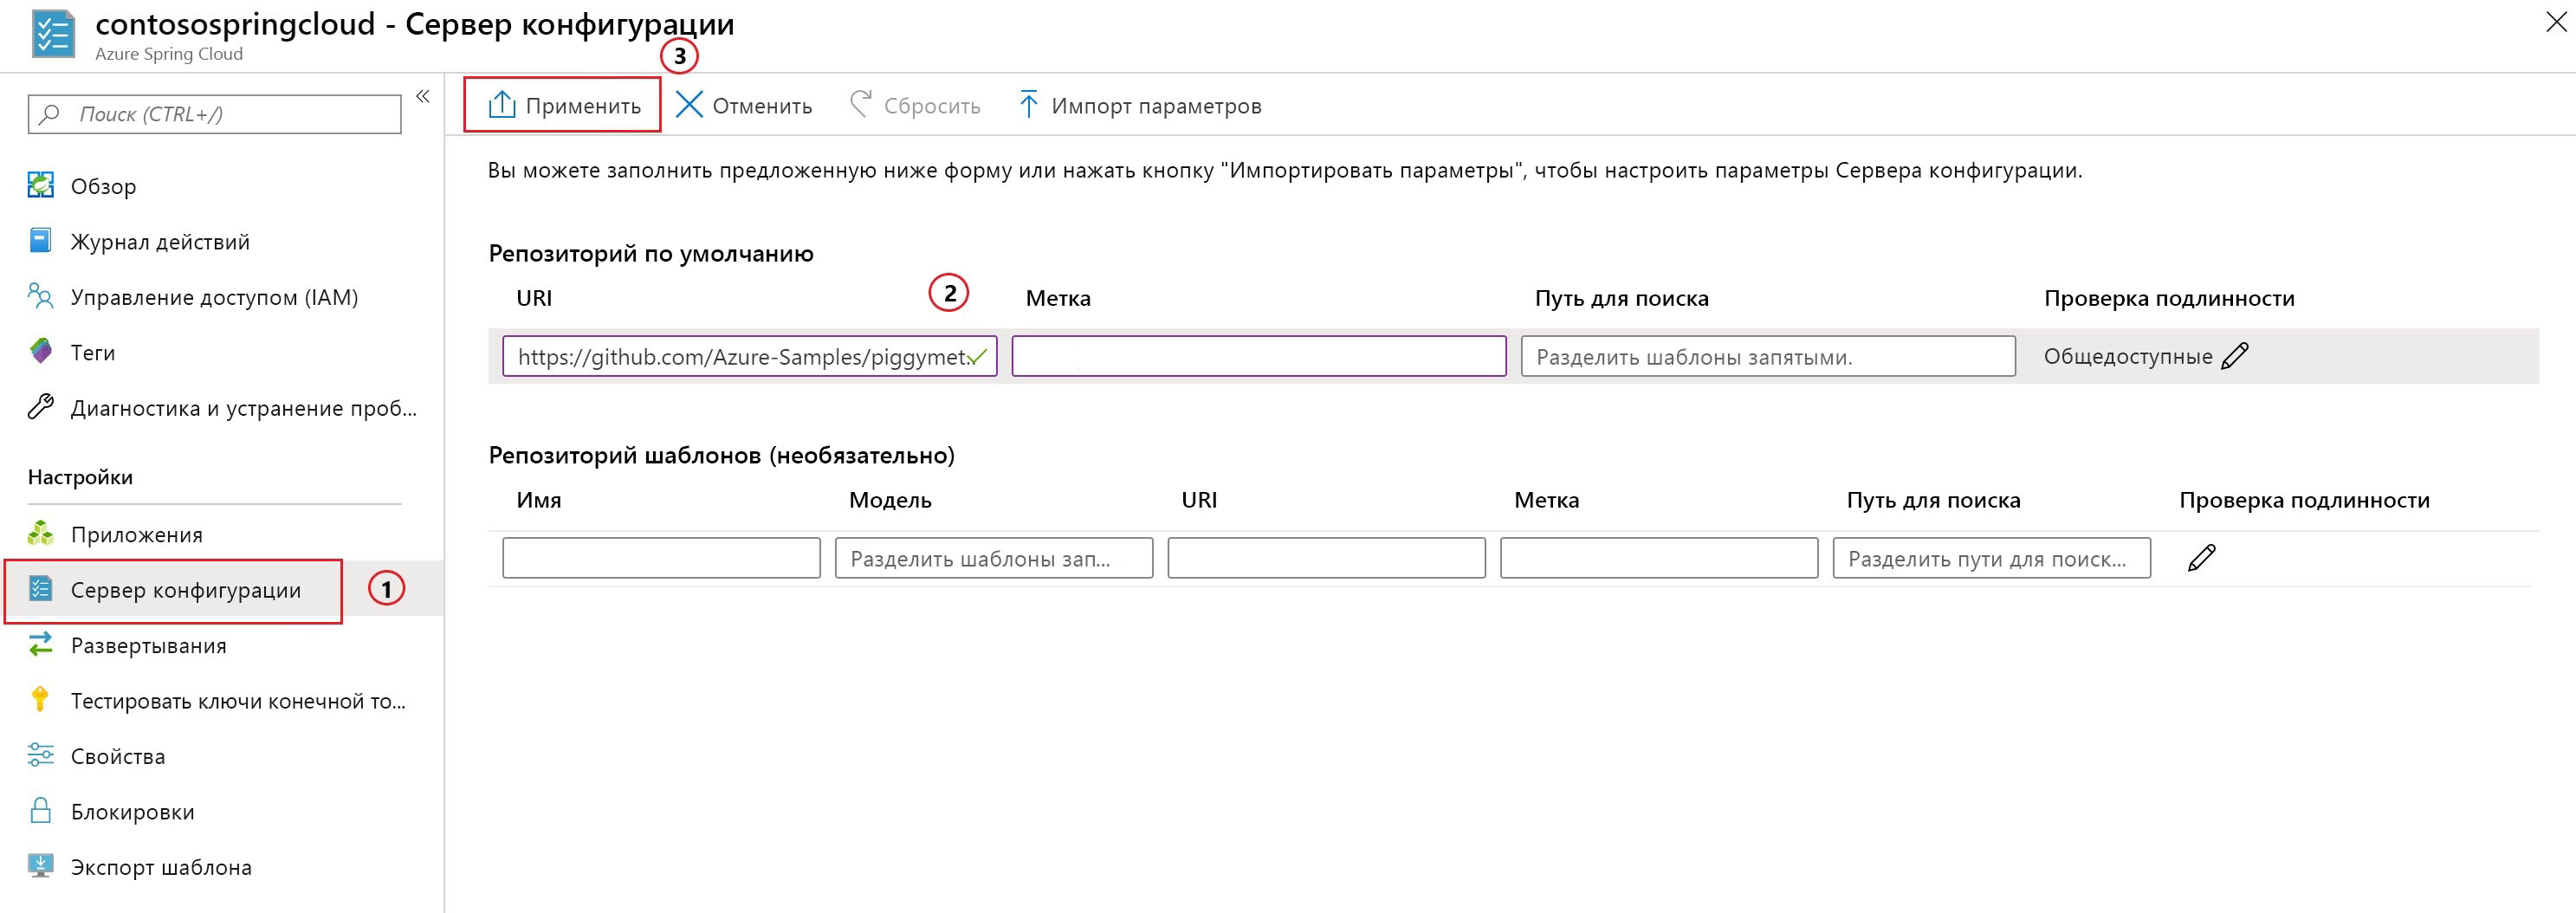 contosospringcloud - Сервер конфигурации
Azure Spring Cloud
3
Поиск (CTRL+/)
«
Обзор
Журнал действий
Управление доступом (IAM)
Теги
Диагностика и устранение проб...
Настройки
Приложения
Сервер конфигурации
1
Развертывания
Тестировать ключи конечной то...
Свойства
Блокировки
Экспорт шаблона
Применить Отменить Сбросить Импорт параметров
Вы можете заполнить предложенную ниже форму или нажать кнопку "Импортировать параметры", чтобы настроить параметры Сервера конфигурации.
Репозиторий по умолчанию
URI 2 Метка Путь для поиска Проверка подлинности
https://github.com/Azure-Samples/piggymet... Разделить шаблоны запятыми. Общедоступные
Репозиторий шаблонов (необязательно)
Имя Модель URI Метка Путь для поиска Проверка подлинности
Разделить шаблоны зап... Разделить пути для поиск...